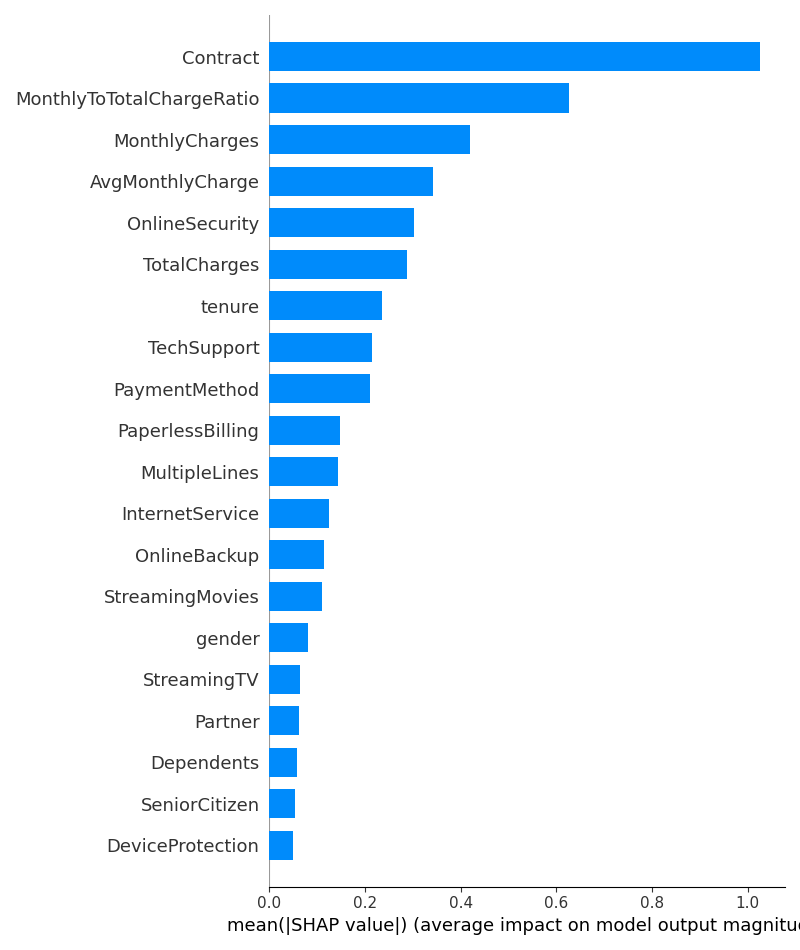 Contract
MonthlyToTotalChargeRatio
MonthlyCharges
AvgMonthlyCharge
OnlineSecurity
TotalCharges
tenure
TechSupport
PaymentMethod
PaperlessBilling
MultipleLines
InternetService
OnlineBackup
StreamingMovies
gender
StreamingTV
Partner
Dependents
SeniorCitizen
DeviceProtection
0.0 0.2 0.4 0.6 0.8 1.0
mean(|SHAP value|) (average impact on model output